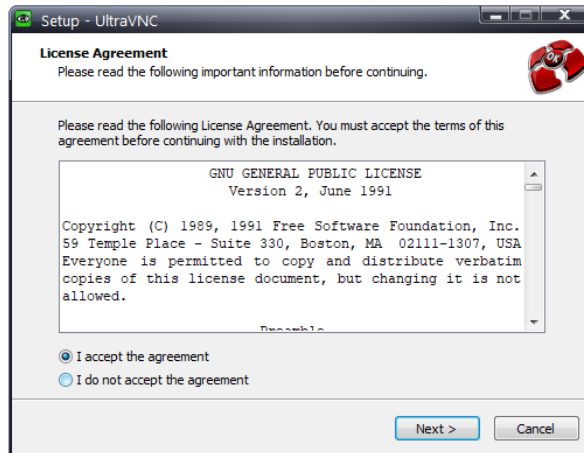 Setup - UltraVNC
License Agreement
Please read the following important information before continuing.
OK
Please read the following License Agreement. You must accept the terms of this
agreement before continuing with the installation.
GNU GENERAL PUBLIC LICENSE
Version 2, June 1991
Copyright (C) 1989, 1991 Free Software Foundation, Inc.
59 Temple Place - Suite 330, Boston, MA  02111-1307, USA
Everyone is permitted to copy and distribute verbatim
copies of this license document, but changing it is not
allowed.
Preamble
I accept the agreement
I do not accept the agreement
Next >
Cancel